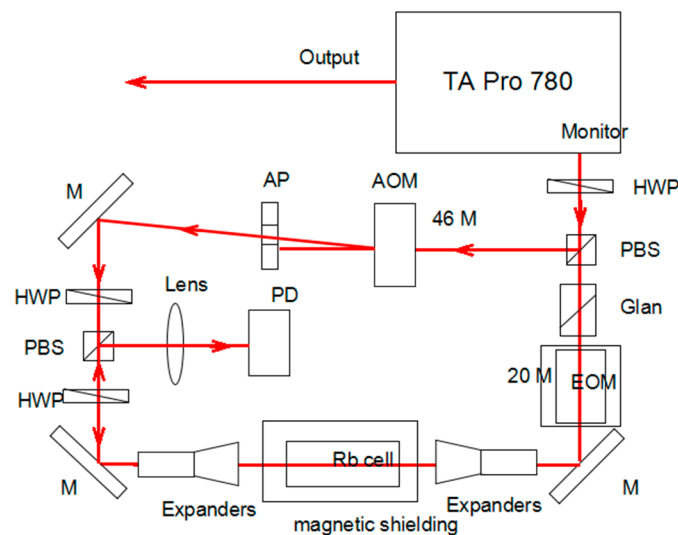 Output
TA Pro 780
Monitor
M
AP
AOM
46 M
HWP
PBS
HWP
Lens
PD
Glan
PBS
20 M
EOM
HWP
Rb cell
M
Expanders
Expanders
M
magnetic shielding